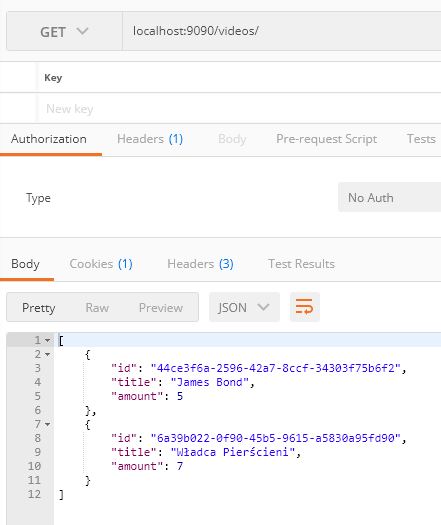 GET localhost:9090/videos/
Key
New key
Authorization Headers (1) Body Pre-request Script Tests
Type No Auth
Body Cookies (1) Headers (3) Test Results
Pretty Raw Preview JSON
1 [
2 {
3 "id": "44ce3f6a-2596-42a7-8ccf-34303f75b6f2",
4 "title": "James Bond",
5 "amount": 5
6 },
7 {
8 "id": "6a39b022-0f90-45b5-9615-a5830a95fd90",
9 "title": "Władca Pierścieni",
10 "amount": 7
11 }
12 ]